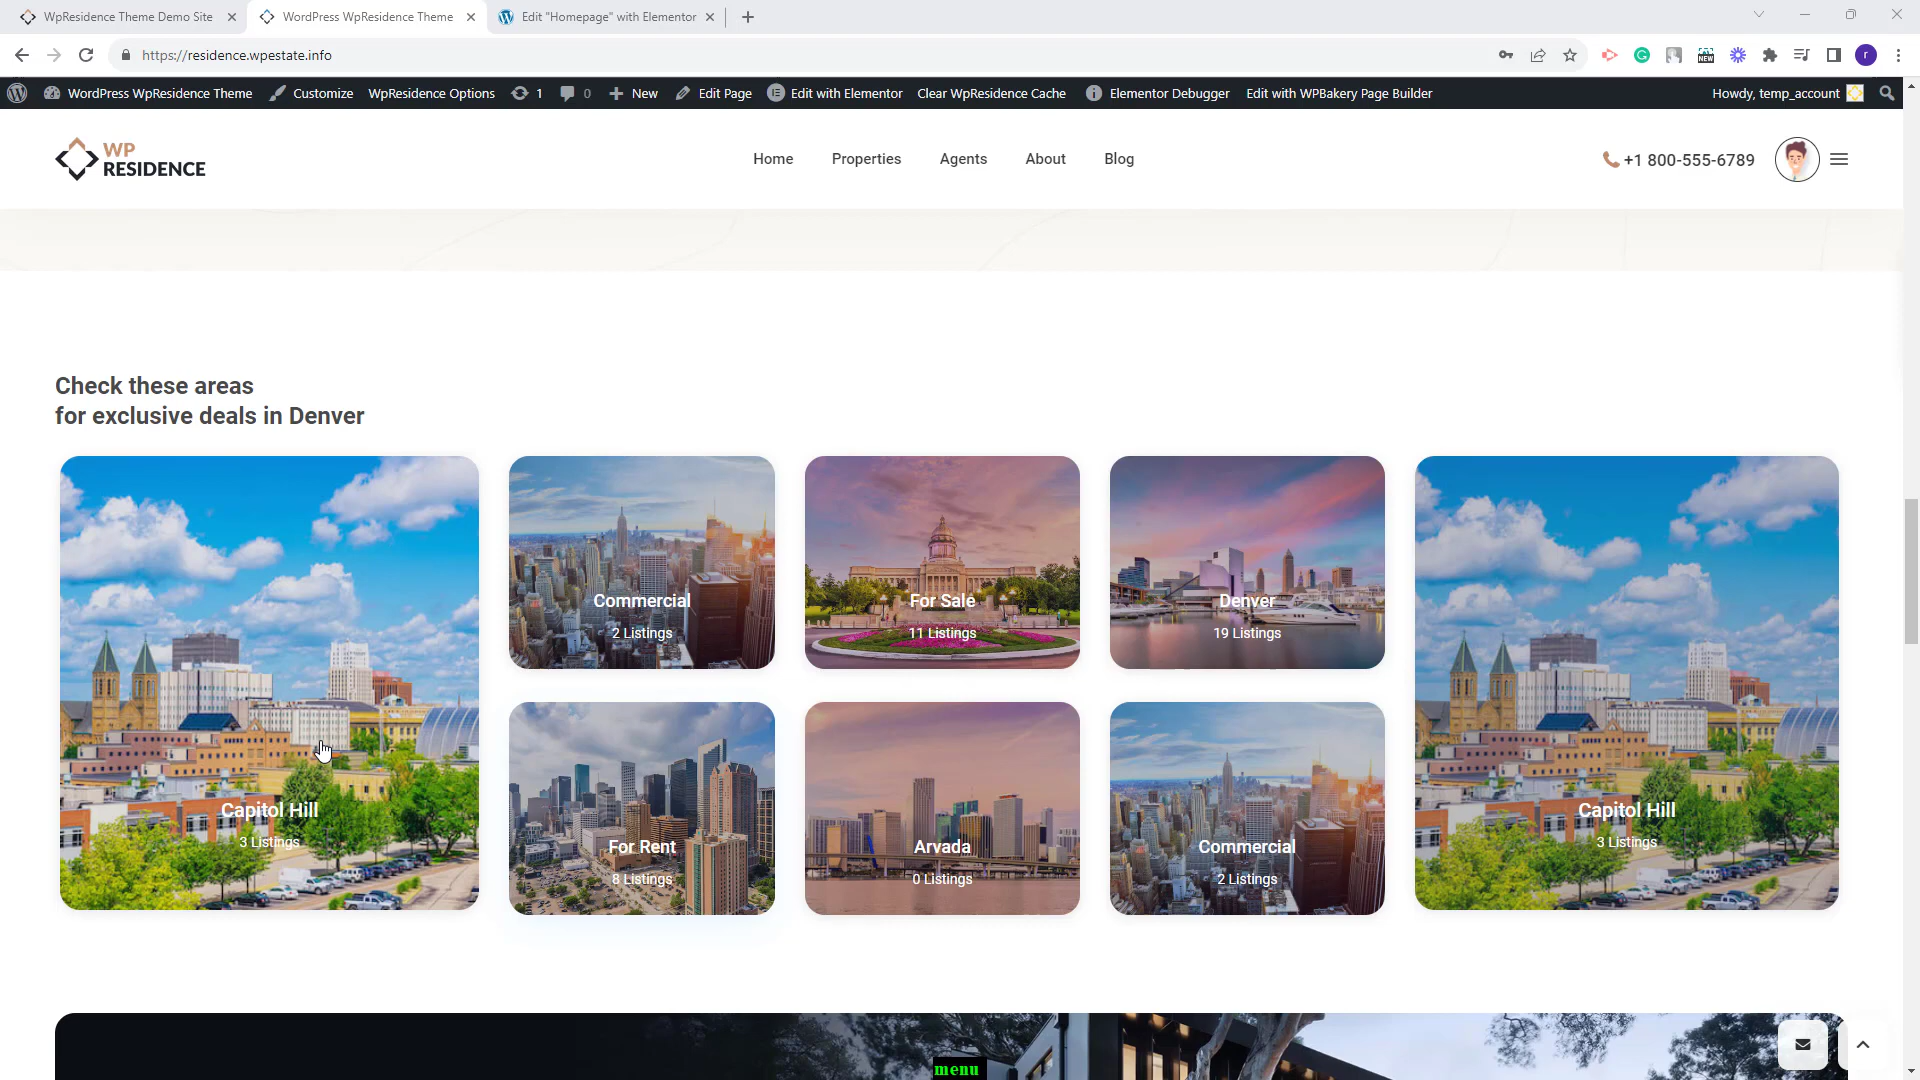 WpResidence Theme Demo Site
WordPress WpResidence Theme
Edit "Homepage" with Elementor
https://residence.wpestate.info
NEW
r
WordPress WpResidence Theme
Customize
WpResidence Options
1
0
New
Edit Page
Edit with Elementor
Clear WpResidence Cache
Elementor Debugger
Edit with WPBakery Page Builder
Howdy, temp_account
WP
RESIDENCE
Home
Properties
Agents
About
Blog
+1 800-555-6789
Check these areas
for exclusive deals in Denver
Capitol Hill
3 Listings
Commercial
2 Listings
For Sale
11 Listings
Denver
19 Listings
For Rent
8 Listings
Arvada
0 Listings
Commercial
2 Listings
Capitol Hill
3 Listings
menu